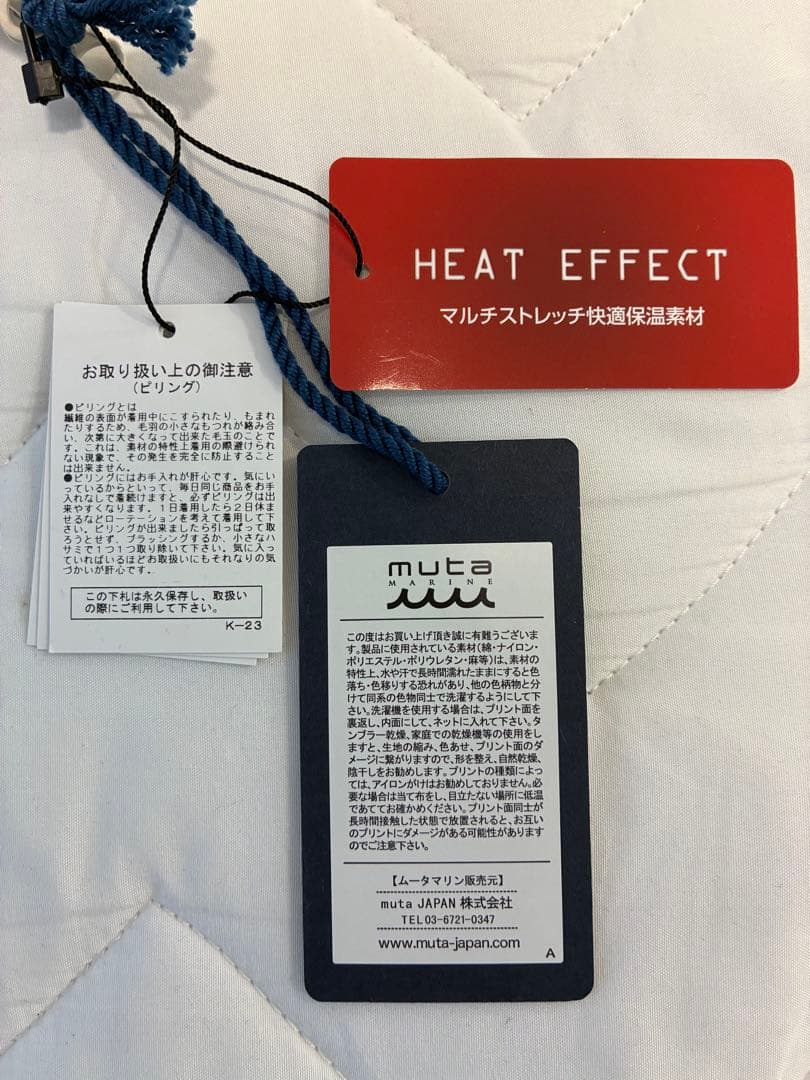 HEAT EFFECT
マルチストレッチ快適保温素材
お取り扱い上の御注意
(ピリング)
●ピリングとは
繊維の表面が着用中にこすられたり、もまれ
たりするため、毛羽の小さなもつれが絡み合
い、次第に大きくなって出来た毛玉のことで
す。これは、素材の特性上着用の際避けられ
ない現象で、その発生を完全に防止すること
は出来ません。
●ピリングにはお手入れが肝心です。気にい
っているからといって、毎日同じ商品をお手
入れなしで着続けますと、必ずピリングは出
来やすくなります。1日着用したら2日休ま
せるなどローテーションを考えて着用して下
さい。ピリングが出来ましたら引っぱって取
ろうとせず、ブラッシングするか、小さなハ
サミで1つ1つ取り除いて下さい。気に入っ
ていればいるほどお取扱いにもそれなりの気
づかいが肝心です。
この下札は永久保存し、取扱い
の際にご利用して下さい。
K-23
muta
MARINE
この度はお買い上げ頂き誠に有難うございま
す。製品に使用されている素材(綿・ナイロン・
ポリエステル・ポリウレタン・麻等)は、素材の
特性上、水や汗で長時間濡れたままにすると色
落ち・色移りする恐れがあり、他の色柄物と分
けて同系の色物同士で洗濯するようにして下
さい。洗濯機を使用する場合は、プリント面を
裏返し、内面にして、ネットに入れて下さい。タ
ンブラー乾燥、家庭での乾燥機等の使用をし
ますと、生地の縮み、色あせ、プリント面のダ
メージに繋がりますので、形を整え、自然乾燥、
陰干しをお勧めします。プリントの種類によっ
ては、アイロンがけはお勧めしておりません。必
要な場合は当て布をし、目立たない場所に低温
であててお確かめください。プリント面同士が
長時間接触した状態で放置されると、お互い
のプリントにダメージがある可能性があります
のでご注意下さい。
【ムータマリン販売元】
muta JAPAN 株式会社
TEL 03-6721-0347
www.muta-japan.com
A